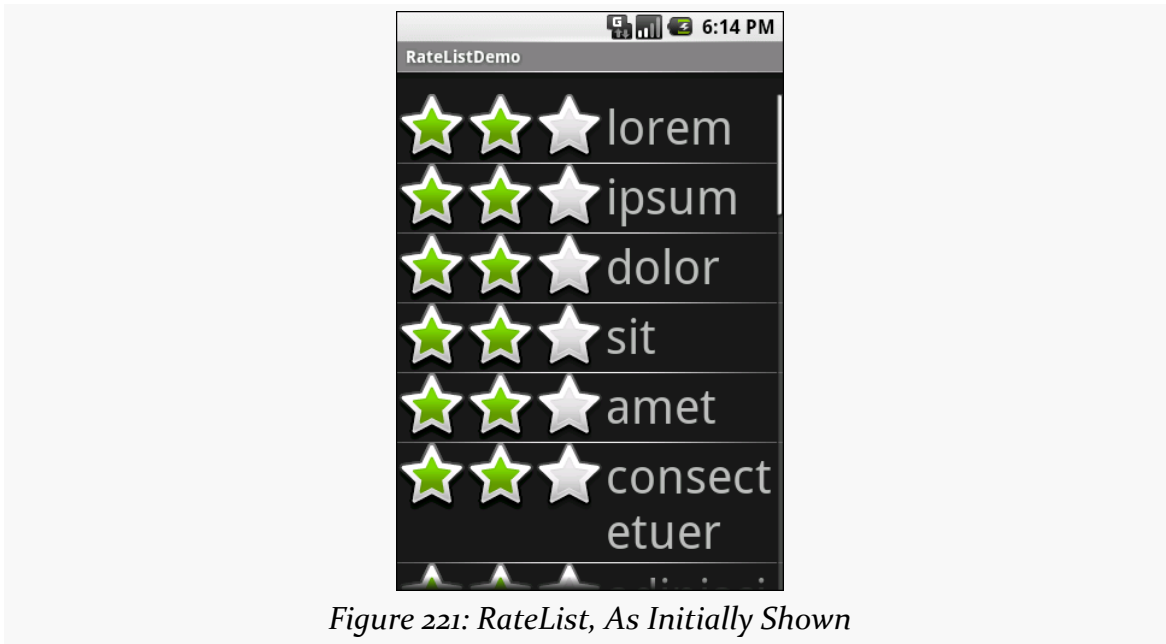 6:14 PM
RateListDemo
lorem
ipsum
dolor
sit
amet
consect
etuer
Figure 221: RateList, As Initially Shown